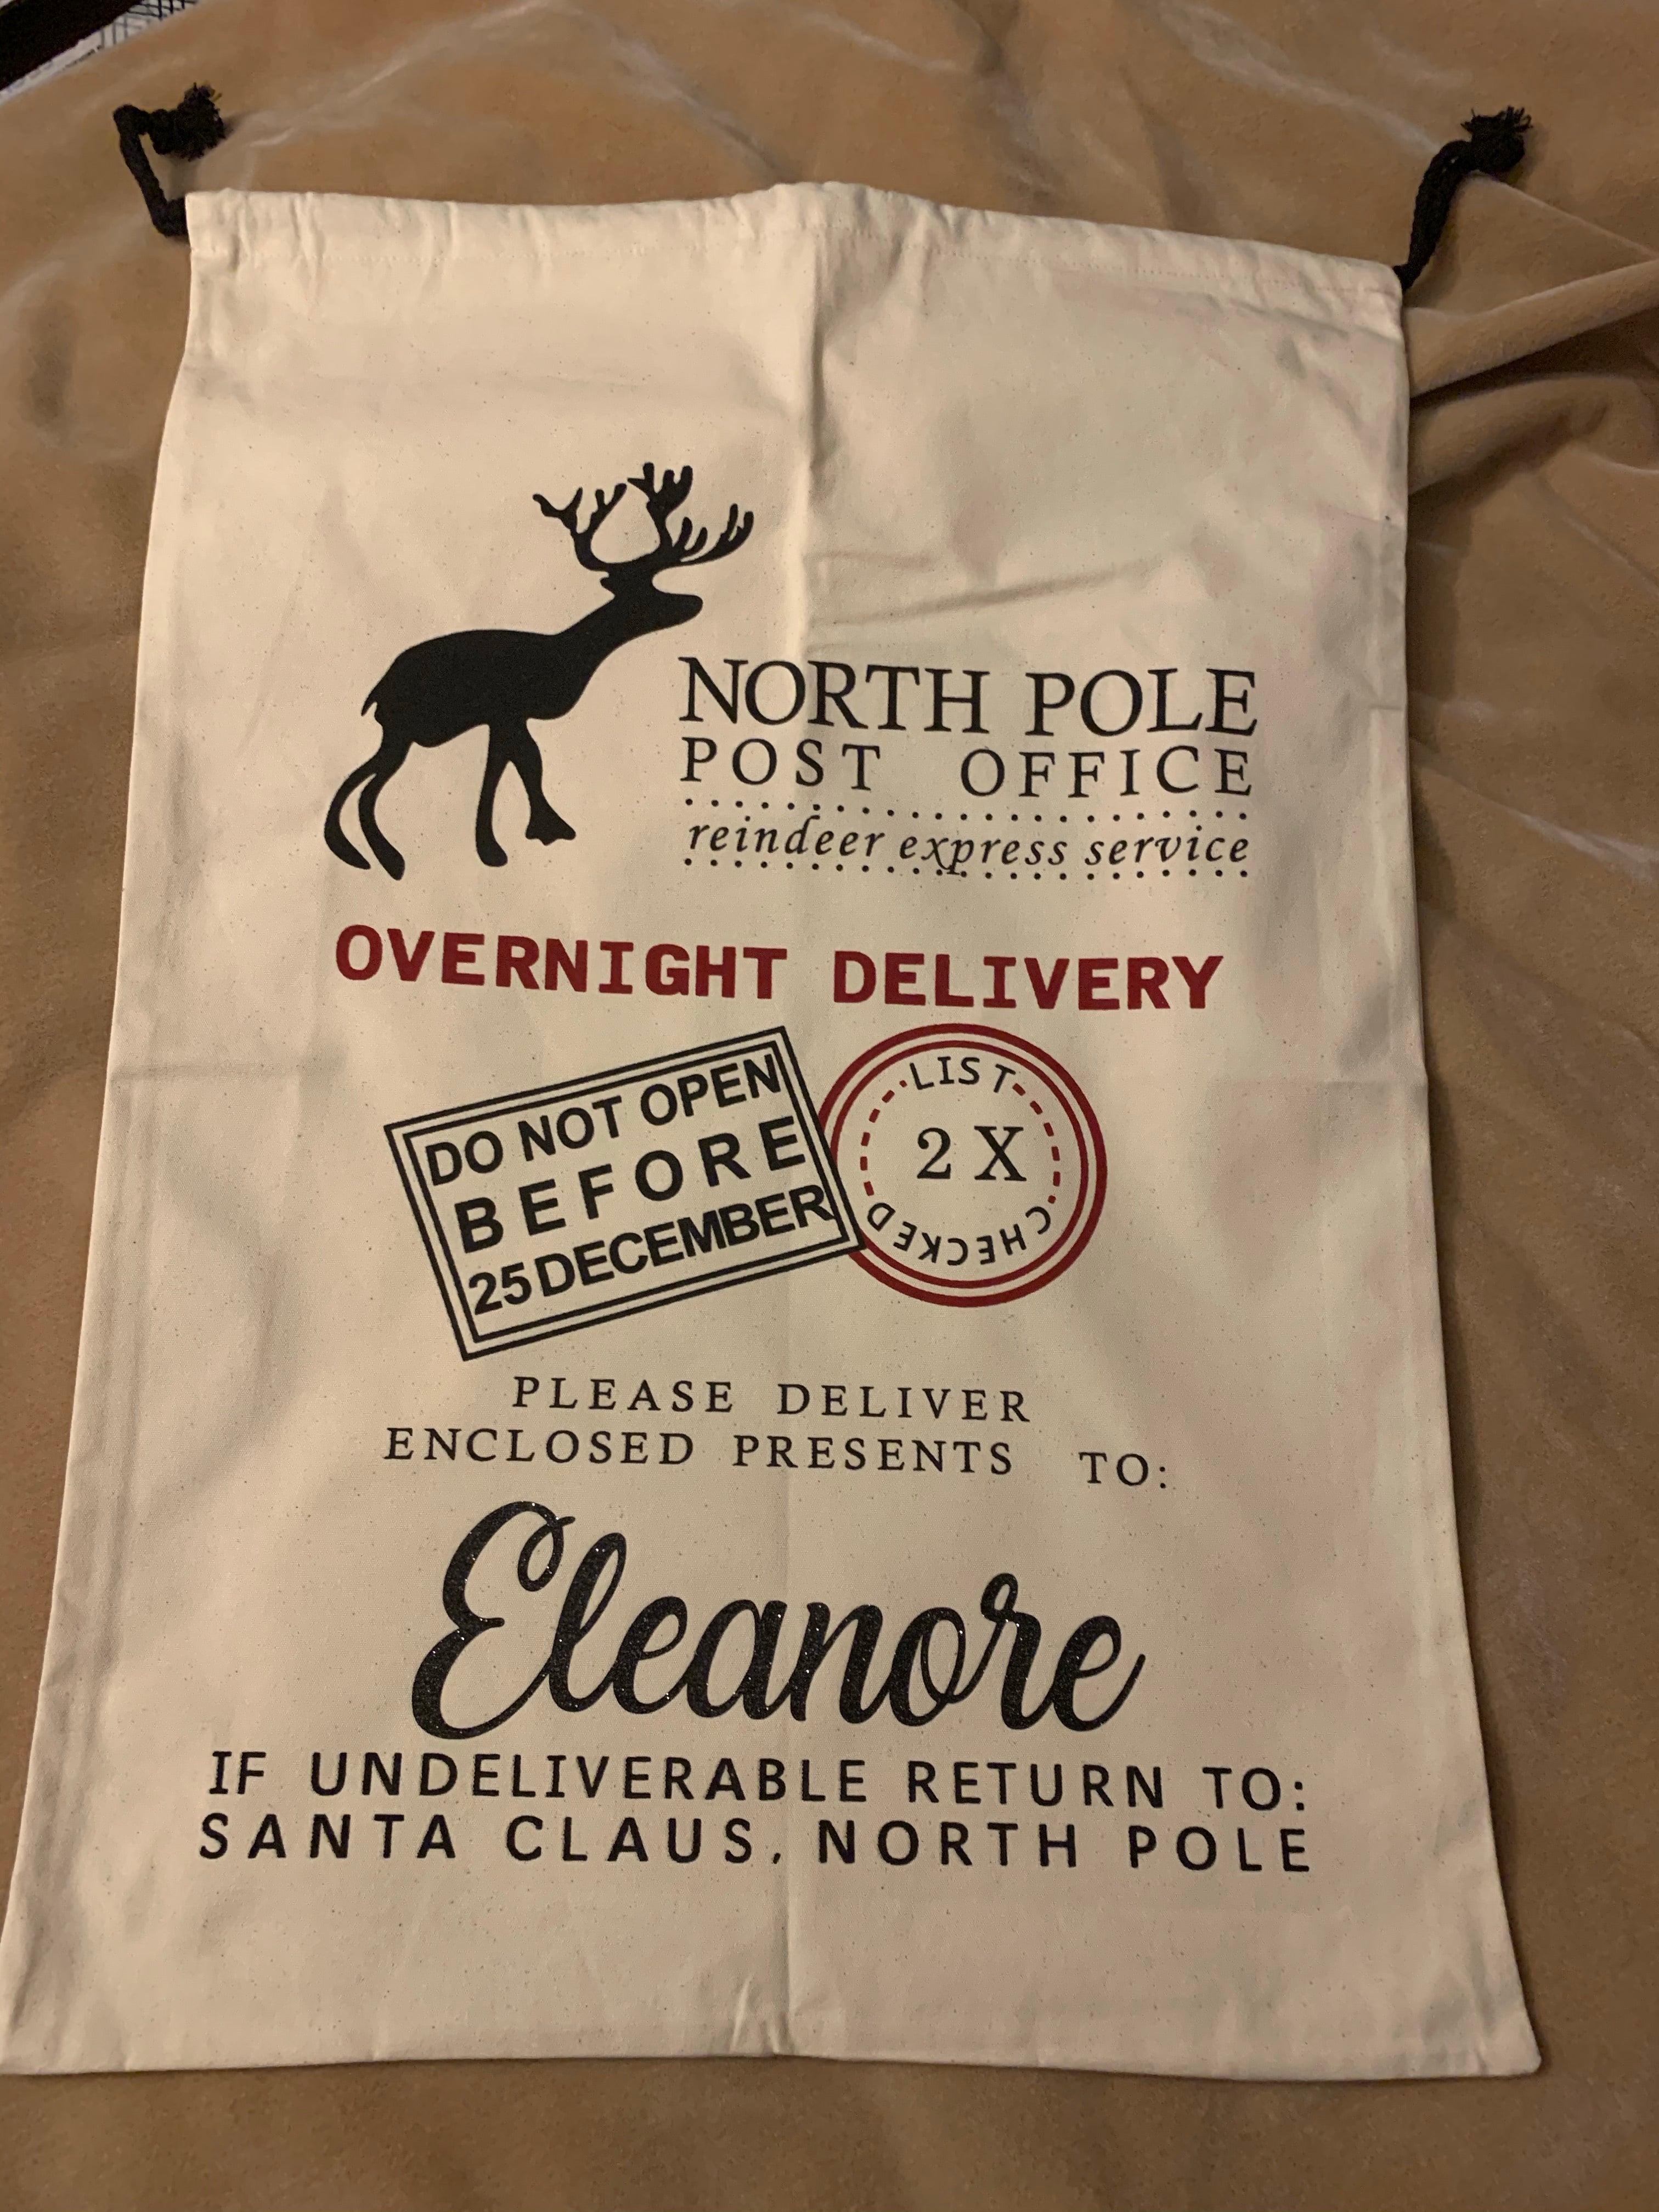 NORTH POLE
POST OFFICE
reindeer express service
OVERNIGHT DELIVERY
DO NOT OPEN
BEFORE
25 DECEMBER
LIST
2 X
CHECKED
PLEASE DELIVER
ENCLOSED PRESENTS TO:
Eleanore
IF UNDELIVERABLE RETURN TO:
SANTA CLAUS, NORTH POLE